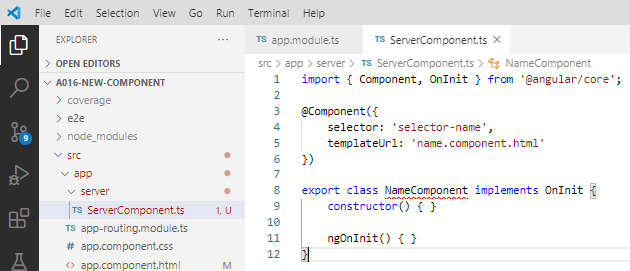 File Edit Selection View Go Run Terminal Help
EXPLORER ...
OPEN EDITORS
A016-NEW-COMPONENT
coverage
e2e
node_modules
src
app
server
TS ServerComponent.ts 1, U
TS app-routing.module.ts
app.component.css
<> app.component.html M
9
TS app.module.ts
TS ServerComponent.ts ×
src > app > server > TS ServerComponent.ts > NameComponent
1 import { Component, OnInit } from '@angular/core';
2
3 @Component({
4 selector: 'selector-name',
5 templateUrl: 'name.component.html'
6 })
7
8 export class NameComponent implements OnInit {
9 constructor() { }
10
11 ngOnInit() { }
12 }